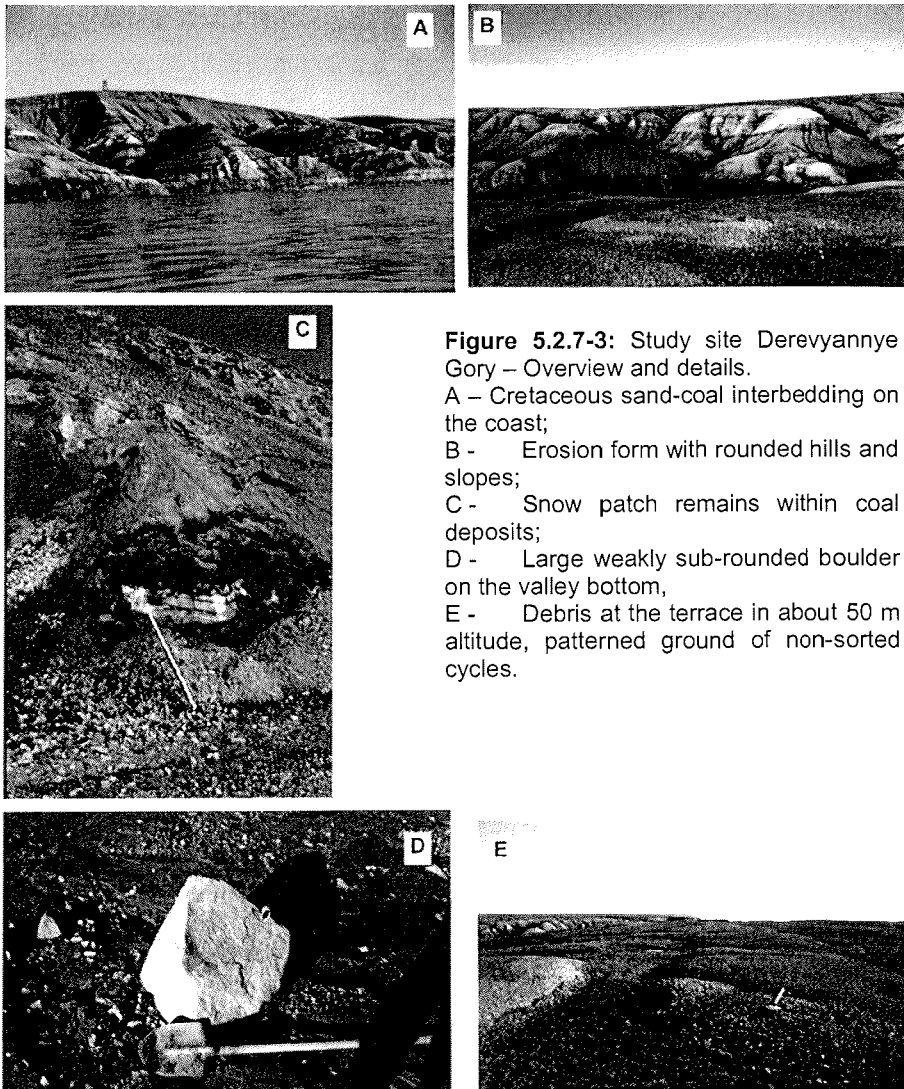 A
B
C
Figure 5.2.7-3: Study site Derevyannye
Gory – Overview and details.
A – Cretaceous sand-coal interbedding on
the coast;
B - Erosion form with rounded hills and
slopes;
C - Snow patch remains within coal
deposits;
D - Large weakly sub-rounded boulder
on the valley bottom,
E - Debris at the terrace in about 50 m
altitude, patterned ground of non-sorted
cycles.
D
E